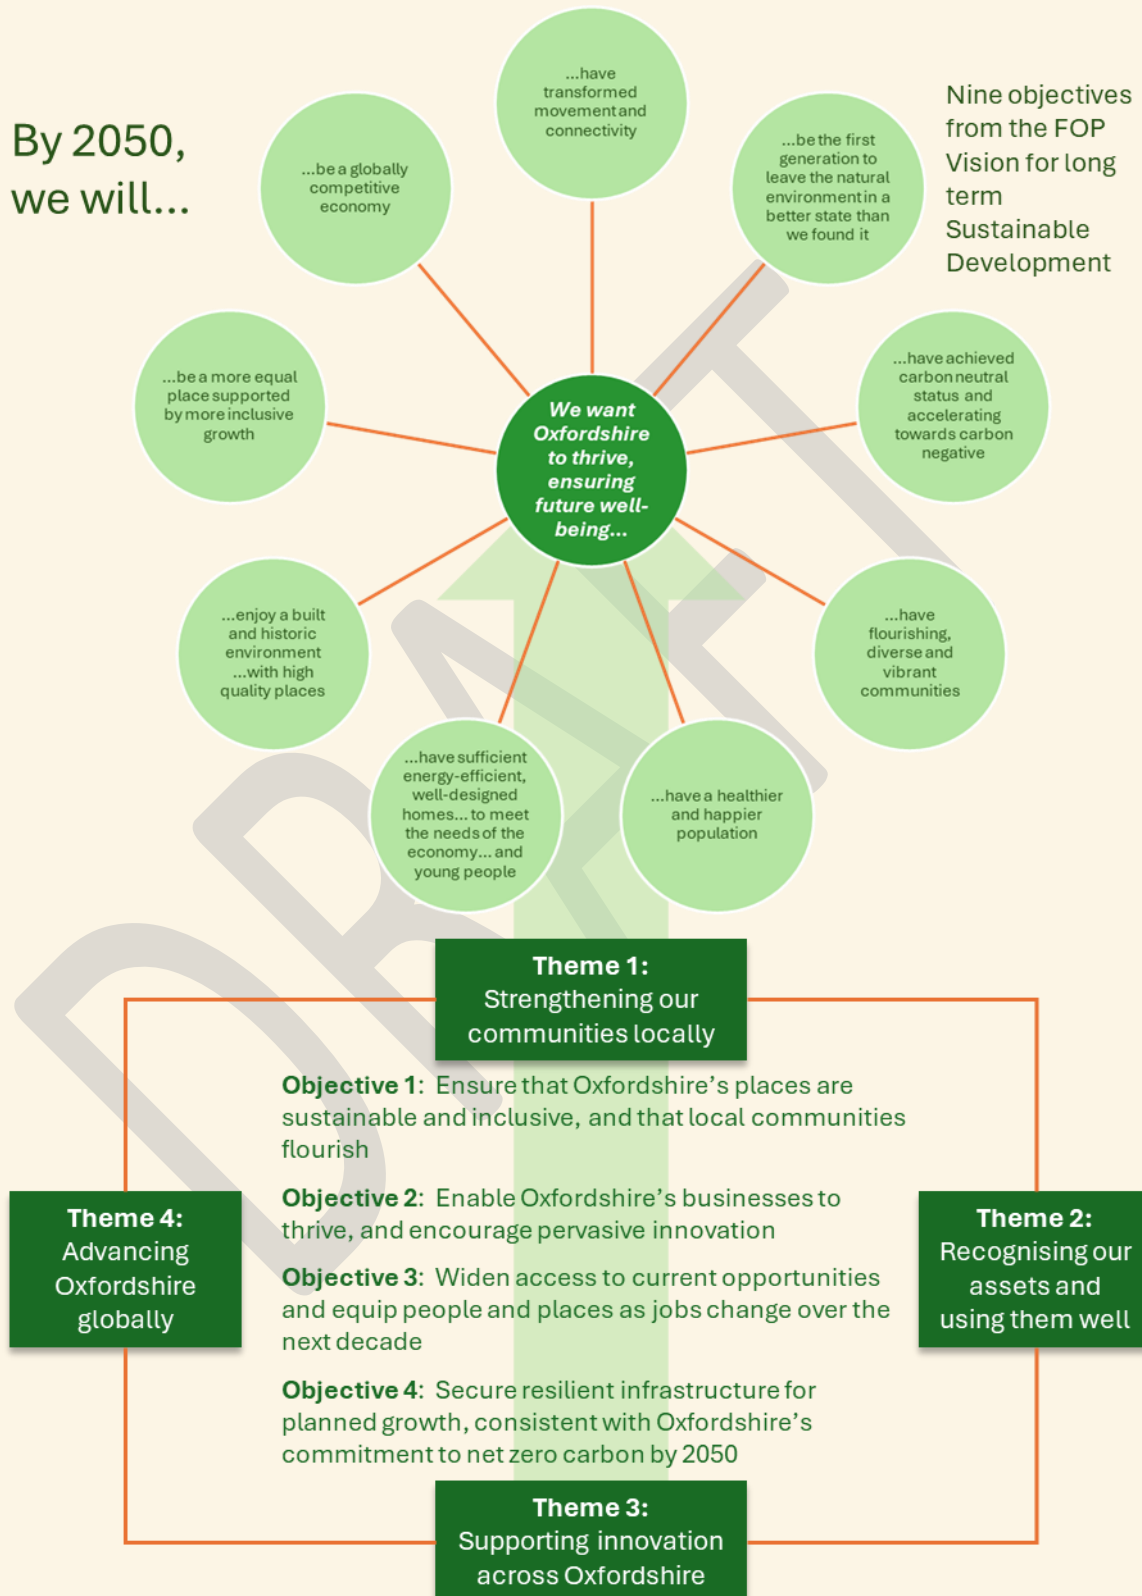 By 2050,
we will...
Nine objectives
from the FOP
Vision for long
term
Sustainable
Development
...have
transformed
movement and
connectivity
...be the first
generation to
leave the natural
environment in a
better state than
we found it
...have achieved
carbon neutral
status and
accelerating
towards carbon
negative
...have
flourishing,
diverse and
vibrant
communities
...have a healthier
and happier
population
...have sufficient
energy-efficient,
well-designed
homes... to meet
the needs of the
economy... and
young people
...enjoy a built
and historic
environment
...with high
quality places
...be a more equal
place supported
by more inclusive
growth
...be a globally
competitive
economy
We want
Oxfordshire
to thrive,
ensuring
future well-
being...
DRAFT
Theme 1:
Strengthening our
communities locally
Objective 1: Ensure that Oxfordshire’s places are
sustainable and inclusive, and that local communities
flourish
Objective 2: Enable Oxfordshire’s businesses to
thrive, and encourage pervasive innovation
Objective 3: Widen access to current opportunities
and equip people and places as jobs change over the
next decade
Objective 4: Secure resilient infrastructure for
planned growth, consistent with Oxfordshire’s
commitment to net zero carbon by 2050
Theme 4:
Advancing
Oxfordshire
globally
Theme 2:
Recognising our
assets and
using them well
Theme 3:
Supporting innovation
across Oxfordshire